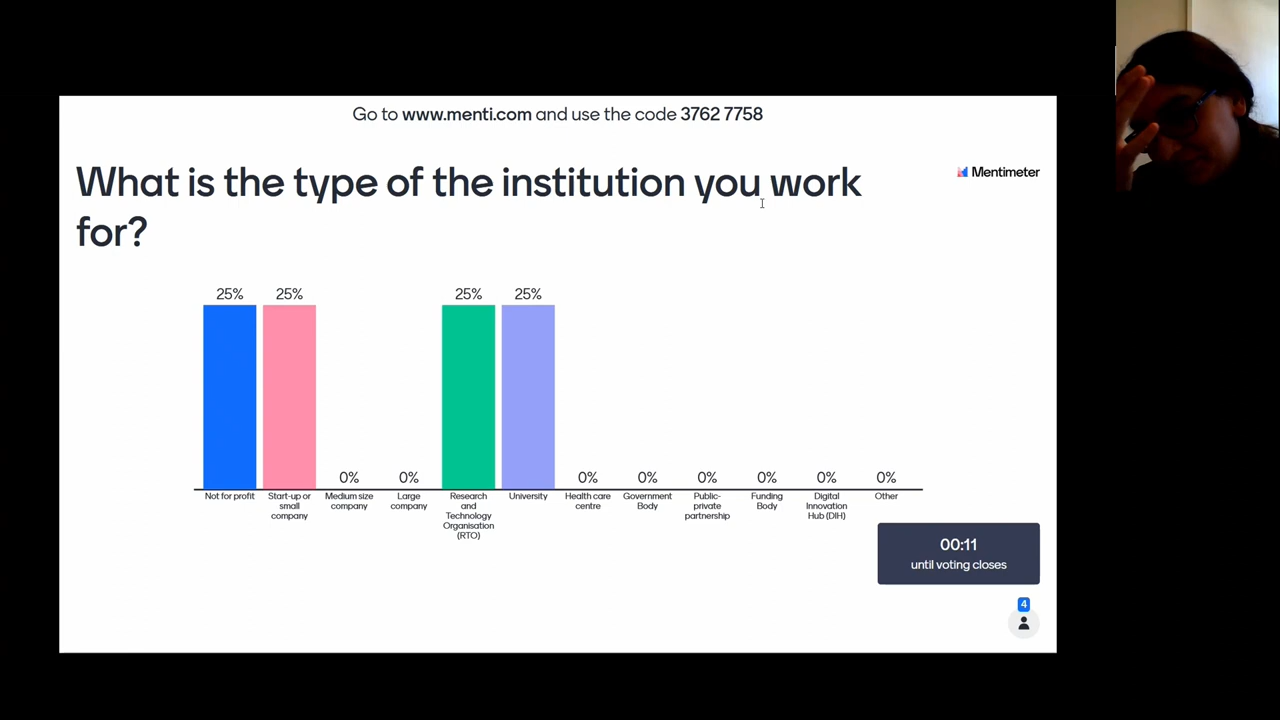 Go to www.menti.com and use the code 3762 7758
What is the type of the institution you work
for?
Mentimeter
25%
25%
0%
0%
25%
25%
0%
0%
0%
0%
0%
0%
Not for profit
Start-up or
small
company
Medium size
company
Large
company
Research
and
Technology
Organisation
(RTO)
University
Health care
centre
Government
Body
Public-
private
partnership
Funding
Body
Digital
Innovation
Hub (DIH)
Other
00:11
until voting closes
4